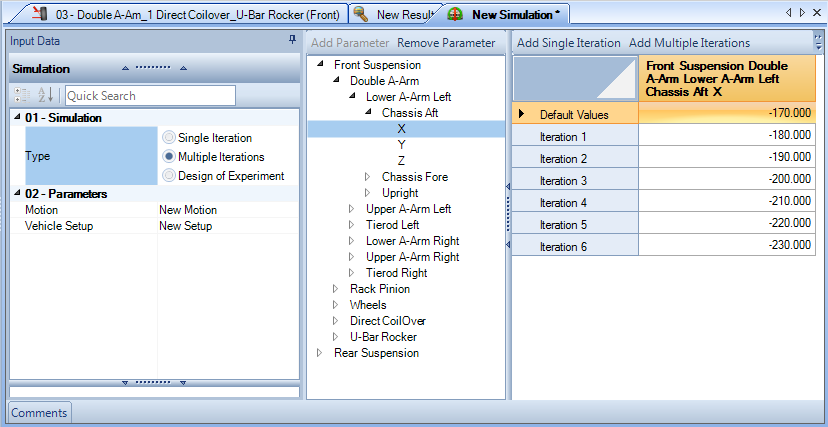 03 - Double A-Am_1 Direct Coilover_U-Bar Rocker (Front)
New Result
New Simulation *
Input Data
Simulation
Quick Search
01 - Simulation
Type
Single Iteration
Multiple Iterations
Design of Experiment
02 - Parameters
Motion New Motion
Vehicle Setup New Setup
Comments
Add Parameter Remove Parameter
Front Suspension
Double A-Arm
Lower A-Arm Left
Chassis Aft
X
Y
Z
Chassis Fore
Upright
Upper A-Arm Left
Tierod Left
Lower A-Arm Right
Upper A-Arm Right
Tierod Right
Rack Pinion
Wheels
Direct CoilOver
U-Bar Rocker
Rear Suspension
Add Single Iteration Add Multiple Iterations
Front Suspension Double
A-Arm Lower A-Arm Left
Chassis Aft X
Default Values -170.000
Iteration 1 -180.000
Iteration 2 -190.000
Iteration 3 -200.000
Iteration 4 -210.000
Iteration 5 -220.000
Iteration 6 -230.000